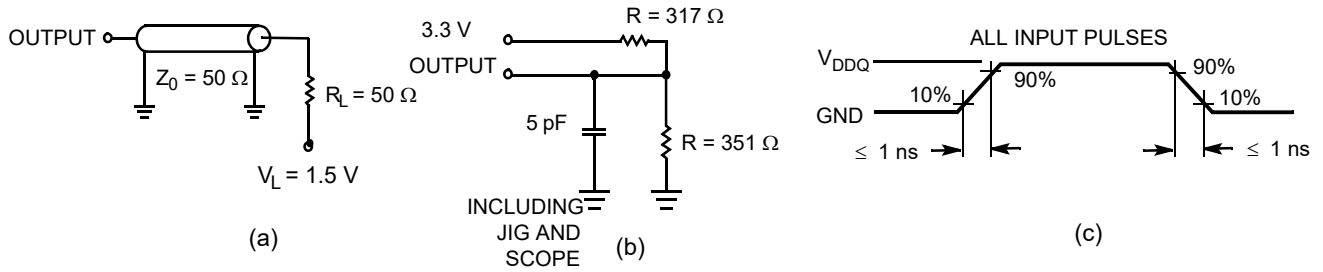 OUTPUT
Z0 = 50 Ω
RL = 50 Ω
VL = 1.5 V
(a)
R = 317 Ω
3.3 V
OUTPUT
5 pF
R = 351 Ω
INCLUDING
JIG AND
SCOPE
(b)
ALL INPUT PULSES
VDDQ
GND
10%
90%
90%
10%
≤ 1 ns
≤ 1 ns
(c)